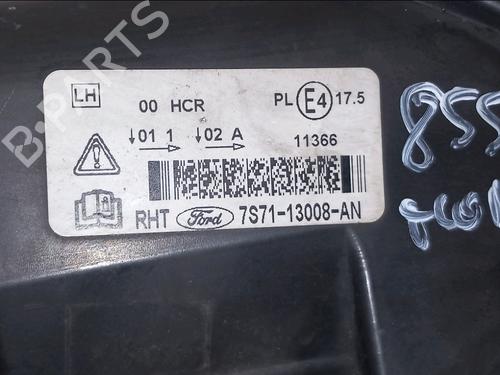 B-PARTS
LH
00 HCR
PL E4 17.5
01 1 02 A
11366
RHT Ford 7S71-13008-AN